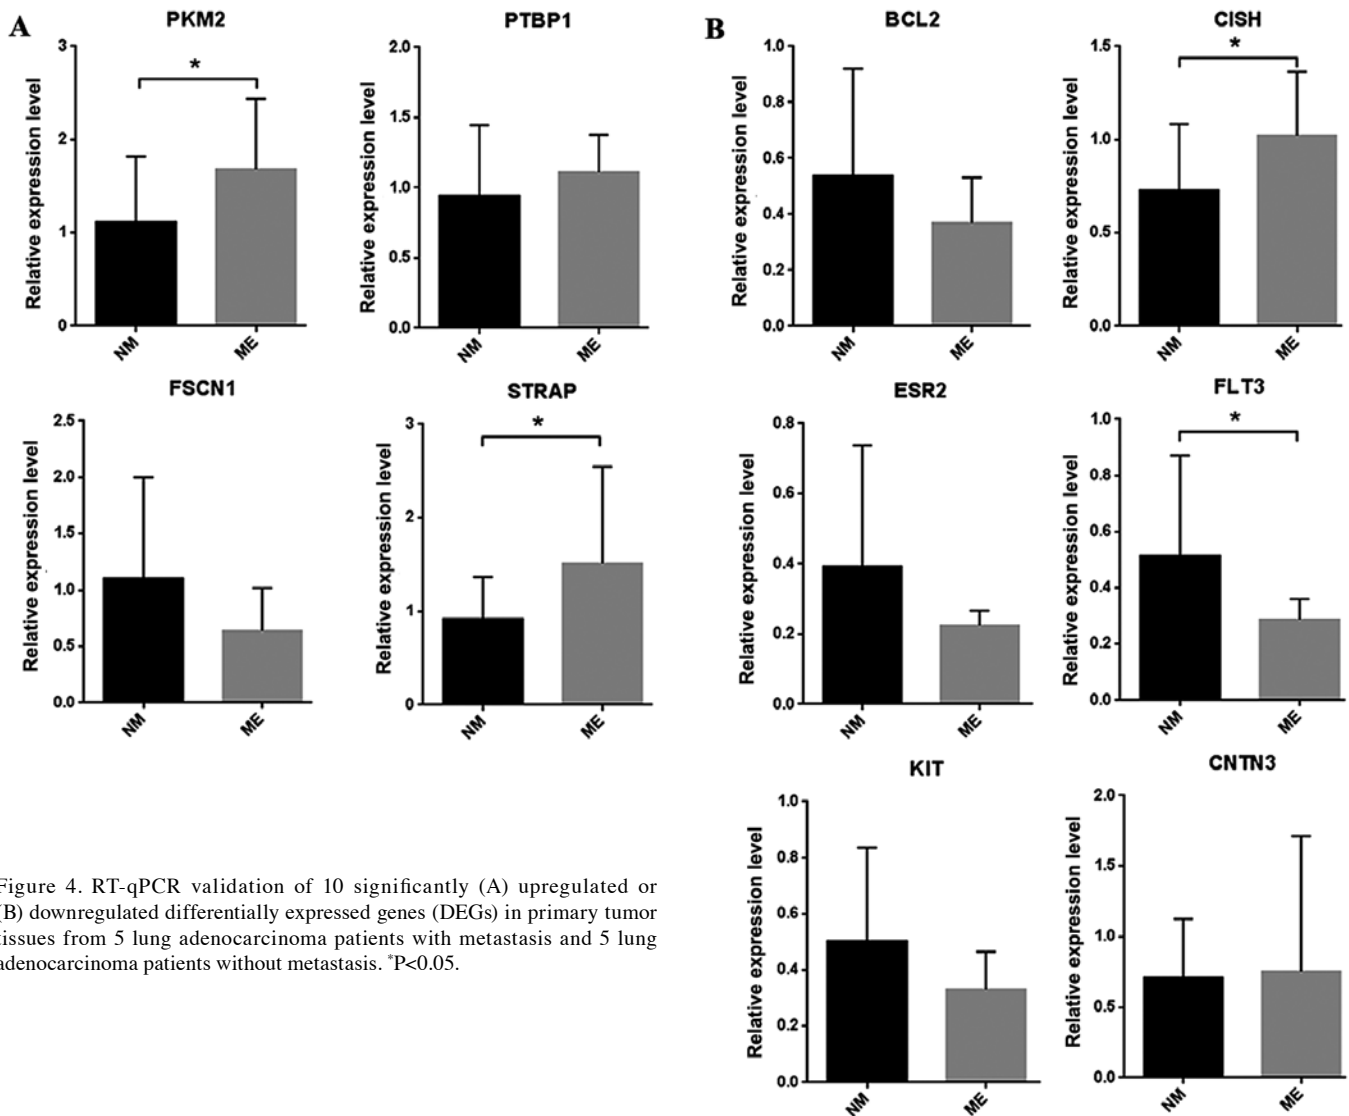 A
PKM2
Relative expression level
3
2
1
0
*
NM
ME
PTBP1
Relative expression level
2.0
1.5
1.0
0.5
0.0
NM
ME
FSCN1
Relative expression level
2.5
2.0
1.5
1.0
0.5
0.0
NM
ME
STRAP
Relative expression level
3
2
1
0
*
NM
ME
B
BCL2
Relative expression level
1.0
0.8
0.6
0.4
0.2
0.0
NM
ME
CISH
Relative expression level
1.5
1.0
0.5
0.0
*
NM
ME
ESR2
Relative expression level
0.8
0.6
0.4
0.2
0.0
NM
ME
FLT3
Relative expression level
1.0
0.8
0.6
0.4
0.2
0.0
*
NM
ME
KIT
Relative expression level
1.0
0.8
0.6
0.4
0.2
0.0
NM
ME
CNTN3
Relative expression level
2.0
1.5
1.0
0.5
0.0
NM
ME
Figure 4. RT-qPCR validation of 10 significantly (A) upregulated or
(B) downregulated differentially expressed genes (DEGs) in primary tumor
tissues from 5 lung adenocarcinoma patients with metastasis and 5 lung
adenocarcinoma patients without metastasis. *P<0.05.